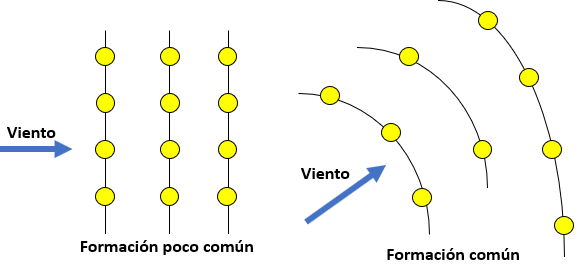 Viento
Formación poco común
Viento
Formación común